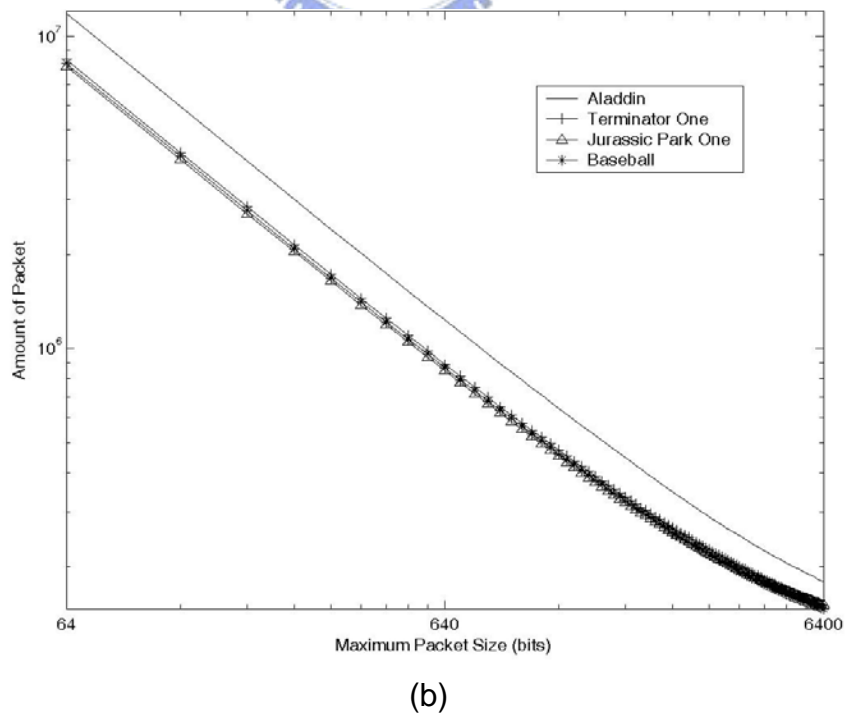 10^7
10^6
Amount of Packet
Aladdin
Terminator One
Jurassic Park One
Baseball
64
640
6400
Maximum Packet Size (bits)
(b)